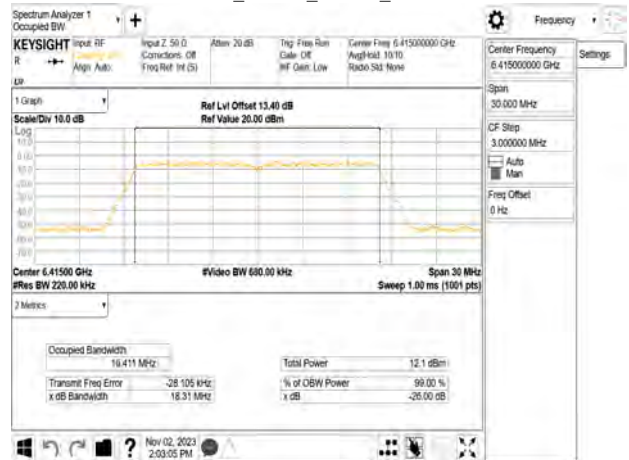 Spectrum Analyzer 1
Occupied BW
+
Frequency
KEYSIGHT
Input: RF
R
Align: Auto
Input Z: 50 Ω
Corrections: Off
Freq Ref: Int (S)
Atten: 20 dB
Trig: Free Run
Gate: Off
#IF Gain: Low
Center Freq: 6.415000000 GHz
Avg|Hold: 10/10
Radio Std: None
Center Frequency
6.415000000 GHz
Settings
Span
30.000 MHz
CF Step
3.000000 MHz
Auto
Man
Freq Offset
0 Hz
1 Graph
Scale/Div 10.0 dB
Ref Lvl Offset 13.40 dB
Ref Value 20.00 dBm
Log
10.0
0.00
Center 6.41500 GHz
#Res BW 220.00 kHz
#Video BW 680.00 kHz
Span 30 MHz
Sweep 1.00 ms (1001 pts)
2 Metrics
Occupied Bandwidth
MHz
Total Power
12.1 dBm
Transmit Freq Error
-28.105 kHz
% of OBW Power
99.00 %
x dB Bandwidth
18.31 MHz
x dB
-26.00 dB
?
Nov 02, 2023
2:03:05 PM